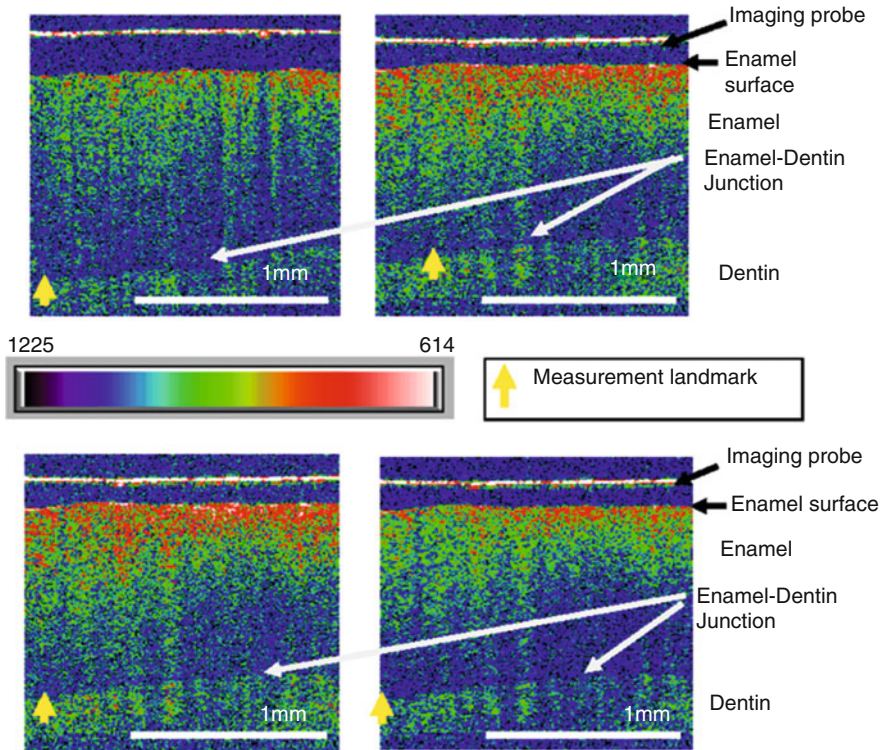 Imaging probe
Enamel
surface
Enamel
Enamel-Dentin
Junction
1mm
1mm
Dentin
1225
614
Measurement landmark
Imaging probe
Enamel surface
Enamel
Enamel-Dentin
Junction
Dentin
1mm
1mm